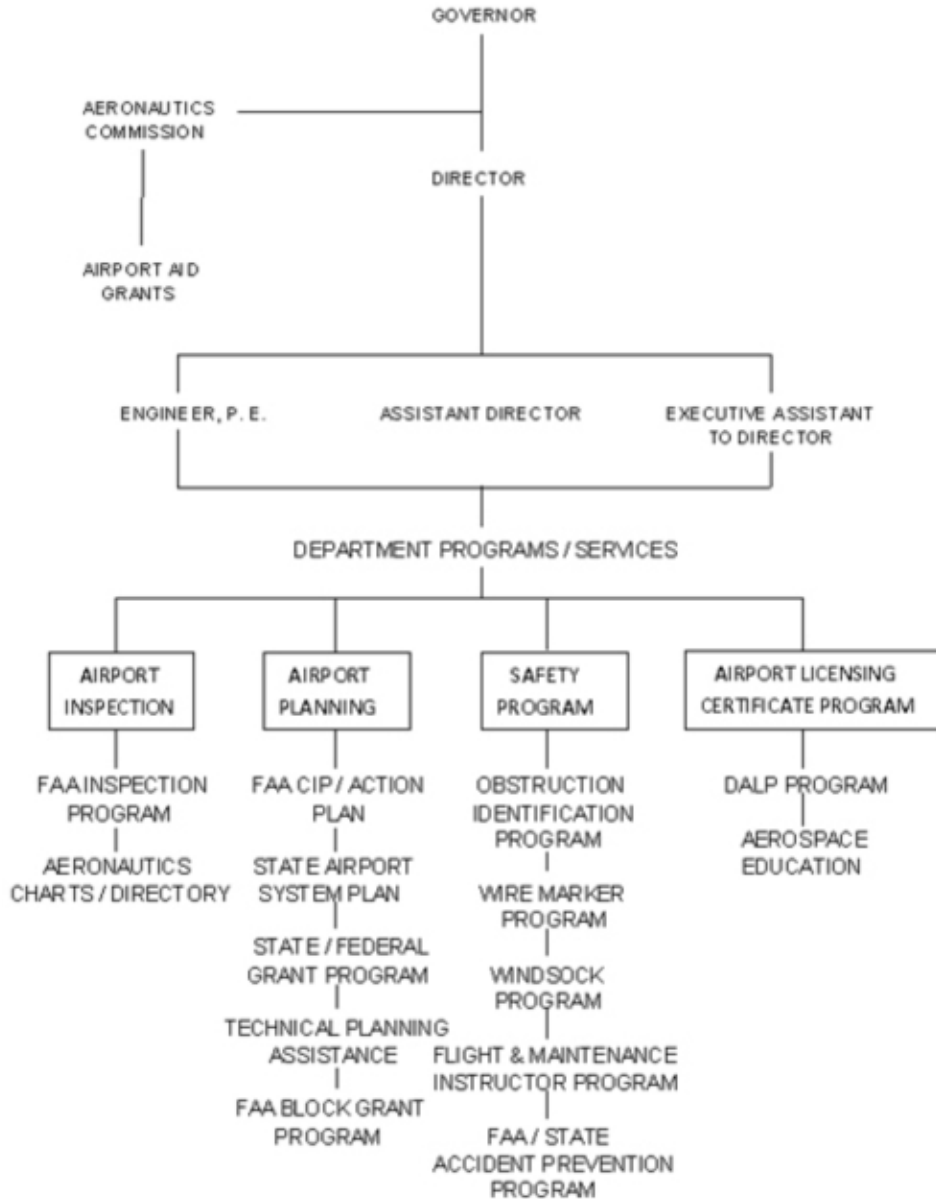 GOVERNOR
AERONAUTICS
COMMISSION
DIRECTOR
AIRPORT AID
GRANTS
ENGINEER, P. E.
ASSISTANT DIRECTOR
EXECUTIVE ASSISTANT
TO DIRECTOR
DEPARTMENT PROGRAMS / SERVICES
AIRPORT
INSPECTION
FAA INSPECTION
PROGRAM
AERONAUTICS
CHARTS / DIRECTORY
AIRPORT
PLANNING
FAA CIP / ACTION
PLAN
STATE AIRPORT
SYSTEM PLAN
STATE / FEDERAL
GRANT PROGRAM
TECHNICAL PLANNING
ASSISTANCE
FAA BLOCK GRANT
PROGRAM
SAFETY
PROGRAM
OBSTRUCTION
IDENTIFICATION
PROGRAM
WIRE MARKER
PROGRAM
WINDSOCK
PROGRAM
FLIGHT & MAINTENANCE
INSTRUCTOR PROGRAM
FAA / STATE
ACCIDENT PREVENTION
PROGRAM
AIRPORT LICENSING
CERTIFICATE PROGRAM
DALP PROGRAM
AEROSPACE
EDUCATION